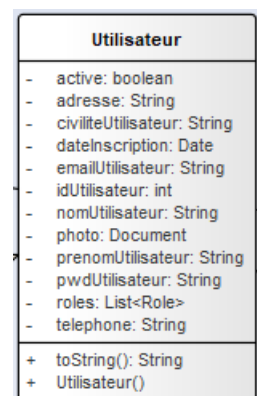 Utilisateur
- active: boolean
- adresse: String
- civiliteUtilisateur: String
- dateInscription: Date
- emailUtilisateur: String
- idUtilisateur: int
- nomUtilisateur: String
- photo: Document
- prenomUtilisateur: String
- pwdUtilisateur: String
- roles: List<Role>
- telephone: String
+ toString(): String
+ Utilisateur()